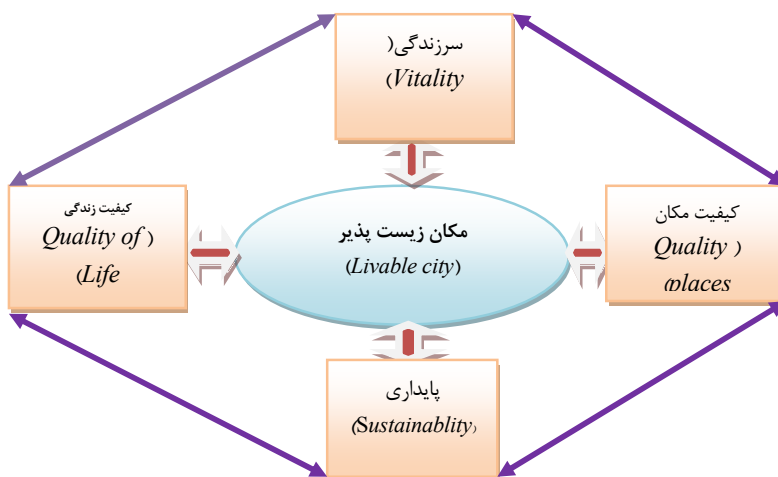 سرزندگی(
(Vitality
کیفیت زندگی
Quality of )
(Life
مکان زیست پذیر
(Livable city)
کیفیت مکان
Quality )
places
پایداری
(Sustainablity)